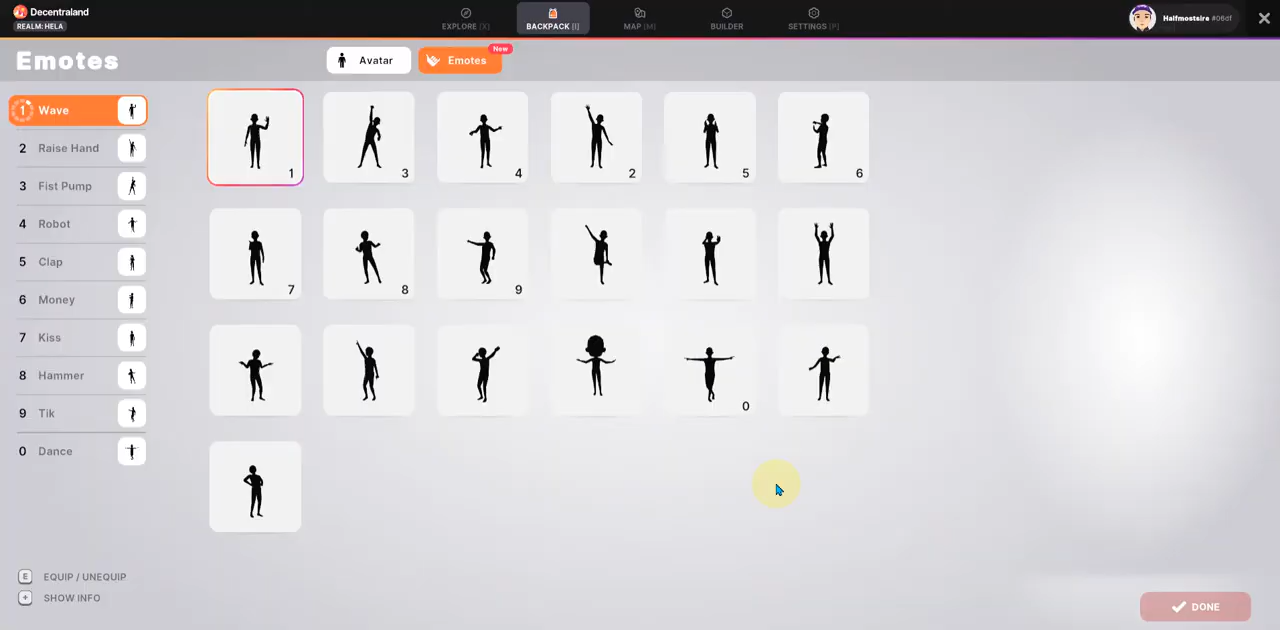 Decentraland
REALM: HELA
EXPLORE [X]
BACKPACK [I]
MAP [M]
BUILDER
SETTINGS [P]
Halfmostsire #06df
Emotes
Avatar
Emotes
New
1 Wave
2 Raise Hand
3 Fist Pump
4 Robot
5 Clap
6 Money
7 Kiss
8 Hammer
9 Tik
0 Dance
1
3
4
2
5
6
7
8
9
0
E EQUIP / UNEQUIP
+ SHOW INFO
DONE